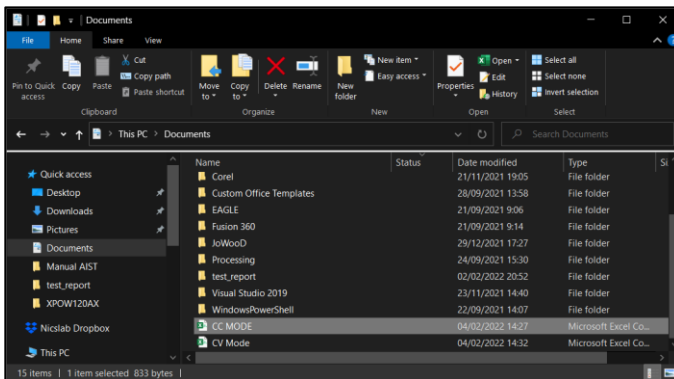 Documents
File Home Share View
Pin to Quick access
Copy
Paste
Cut
Copy path
Paste shortcut
Clipboard
Move to
Copy to
Delete
Rename
Organize
New folder
New item
Easy access
New
Properties
Open
Edit
History
Open
Select all
Select none
Invert selection
Select
This PC > Documents
Search Documents
Quick access
Desktop
Downloads
Pictures
Documents
Manual AIST
test_report
XPOW120AX
Nicslab Dropbox
This PC
Name Status Date modified Type Si
Corel 21/11/2021 19:05 File folder
Custom Office Templates 28/09/2021 13:58 File folder
EAGLE 21/09/2021 9:06 File folder
Fusion 360 21/09/2021 9:14 File folder
JoWooD 29/12/2021 17:27 File folder
Processing 24/09/2021 15:30 File folder
test_report 02/02/2022 20:52 File folder
Visual Studio 2019 23/11/2021 14:40 File folder
WindowsPowerShell 22/09/2021 14:07 File folder
CC MODE 04/02/2022 14:27 Microsoft Excel Co...
CV Mode 04/02/2022 14:32 Microsoft Excel Co...
15 items 1 item selected 833 bytes